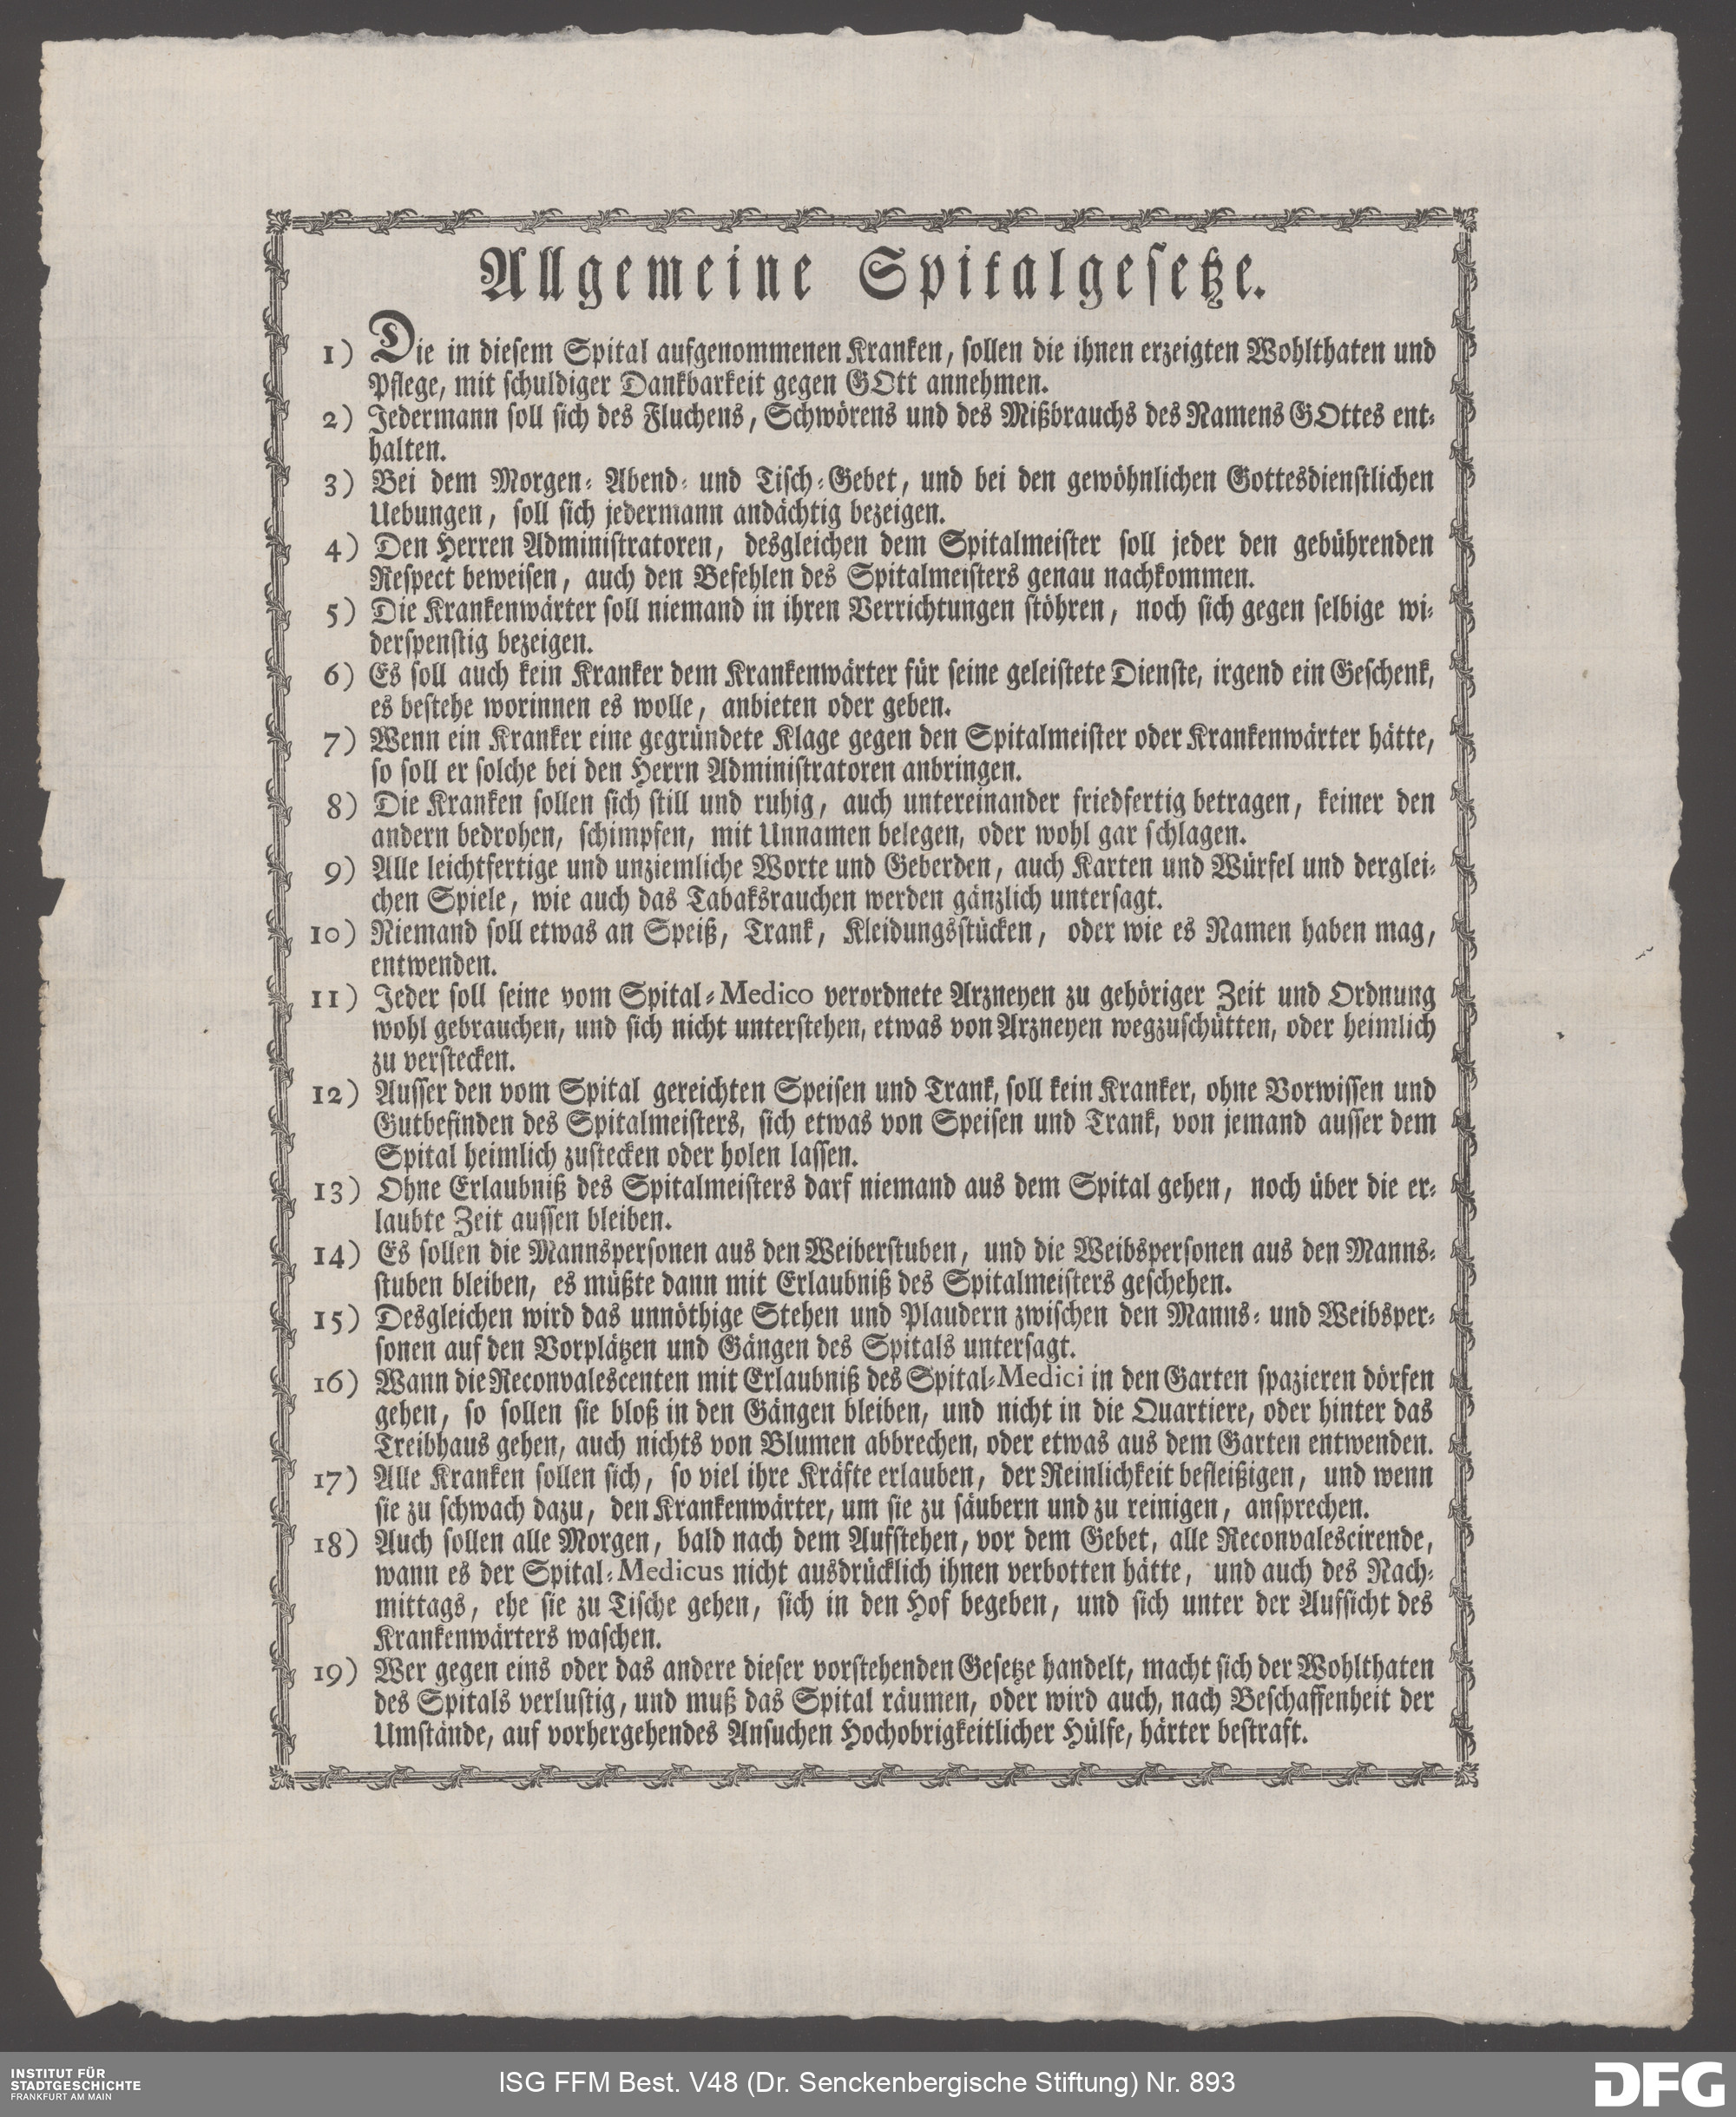 Allgemeine Spitalgesetze.
1) Die in diesem Spital aufgenommenen Kranken, sollen die ihnen erzeigten Wohlthaten und
Pflege, mit schuldiger Dankbarkeit gegen GOtt annehmen.
2) Jedermann soll sich des Fluchens, Schwörens und des Mißbrauchs des Namens GOttes ent-
halten.
3) Bei dem Morgen- Abend- und Tisch-Gebet, und bei den gewöhnlichen Gottesdienstlichen
Uebungen, soll sich jedermann andächtig bezeigen.
4) Den Herren Administratoren, desgleichen dem Spitalmeister soll jeder den gebührenden
Respect beweisen, auch den Befehlen des Spitalmeisters genau nachkommen.
5) Die Krankenwärter soll niemand in ihren Verrichtungen stöhren, noch sich gegen selbige wi-
derspenstig bezeigen.
6) Es soll auch kein Kranker dem Krankenwärter für seine geleistete Dienste, irgend ein Geschenk,
es bestehe worinnen es wolle, anbieten oder geben.
7) Wenn ein Kranker eine gegründete Klage gegen den Spitalmeister oder Krankenwärter hätte,
so soll er solche bei den Herrn Administratoren anbringen.
8) Die Kranken sollen sich still und ruhig, auch untereinander friedfertig betragen, keiner den
andern bedrohen, schimpfen, mit Unnamen belegen, oder wohl gar schlagen.
9) Alle leichtfertige und unziemliche Worte und Geberden, auch Karten und Würfel und derglei-
chen Spiele, wie auch das Tabaksrauchen werden gänzlich untersagt.
10) Niemand soll etwas an Speiß, Trank, Kleidungsstücken, oder wie es Namen haben mag,
entwenden.
11) Jeder soll seine vom Spital-Medico verordnete Arzneyen zu gehöriger Zeit und Ordnung
wohl gebrauchen, und sich nicht unterstehen, etwas von Arzneyen wegzuschütten, oder heimlich
zu verstecken.
12) Ausser den vom Spital gereichten Speisen und Trank, soll kein Kranker, ohne Vorwissen und
Gutbefinden des Spitalmeisters, sich etwas von Speisen und Trank, von jemand ausser dem
Spital heimlich zustecken oder holen lassen.
13) Ohne Erlaubniß des Spitalmeisters darf niemand aus dem Spital gehen, noch über die er-
laubte Zeit aussen bleiben.
14) Es sollen die Mannspersonen aus den Weiberstuben, und die Weibspersonen aus den Manns-
stuben bleiben, es müßte dann mit Erlaubniß des Spitalmeisters geschehen.
15) Desgleichen wird das unnöthige Stehen und Plaudern zwischen den Manns- und Weibsper-
sonen auf den Vorplätzen und Gängen des Spitals untersagt.
16) Wann die Reconvalescenten mit Erlaubniß des Spital-Medici in den Garten spazieren dörfen
gehen, so sollen sie bloß in den Gängen bleiben, und nicht in die Quartiere, oder hinter das
Treibhaus gehen, auch nichts von Blumen abbrechen, oder etwas aus dem Garten entwenden.
17) Alle Kranken sollen sich, so viel ihre Kräfte erlauben, der Reinlichkeit befleißigen, und wenn
sie zu schwach dazu, den Krankenwärter, um sie zu säubern und zu reinigen, ansprechen.
18) Auch sollen alle Morgen, bald nach dem Aufstehen, vor dem Gebet, alle Reconvalescirende,
wann es der Spital-Medicus nicht ausdrücklich ihnen verbotten hätte, und auch des Nach-
mittags, ehe sie zu Tische gehen, sich in den Hof begeben, und sich unter der Aufsicht des
Krankenwärters waschen.
19) Wer gegen eins oder das andere dieser vorstehenden Gesetze handelt, macht sich der Wohlthaten
des Spitals verlustig, und muß das Spital räumen, oder wird auch, nach Beschaffenheit der
Umstände, auf vorhergehendes Ansuchen Hochobrigkeitlicher Hülfe, härter bestraft.
INSTITUT FÜR
STADTGESCHICHTE
FRANKFURT AM MAIN
ISG FFM Best. V48 (Dr. Senckenbergische Stiftung) Nr. 893
DFG